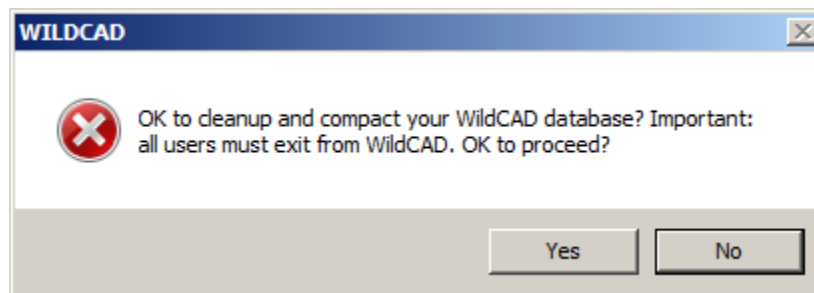 WILDCAD
OK to cleanup and compact your WildCAD database? Important:
all users must exit from WildCAD. OK to proceed?
Yes No